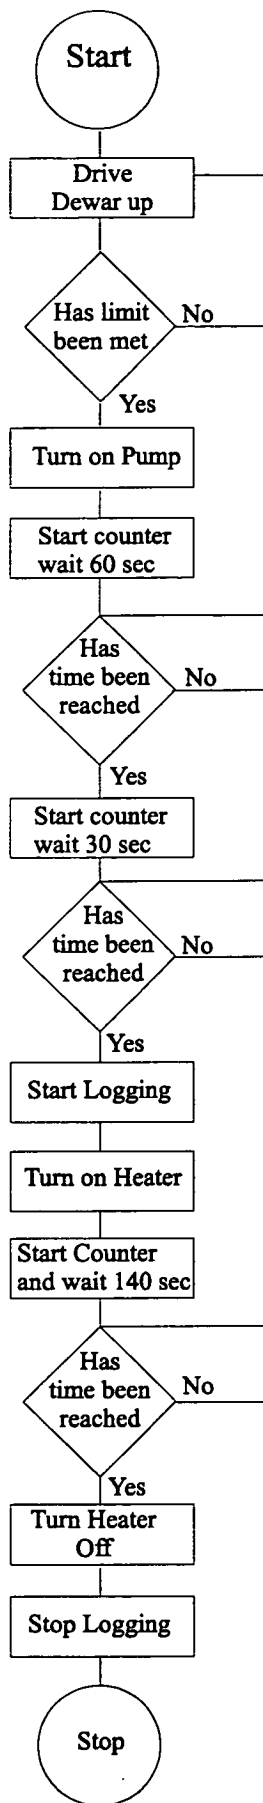 Start
Drive
Dewar up
Has limit
been met
No
Yes
Turn on Pump
Start counter
wait 60 sec
Has
time been
reached
No
Yes
Start counter
wait 30 sec
Has
time been
reached
No
Yes
Start Logging
Turn on Heater
Start Counter
and wait 140 sec
Has
time been
reached
No
Yes
Turn Heater
Off
Stop Logging
Stop